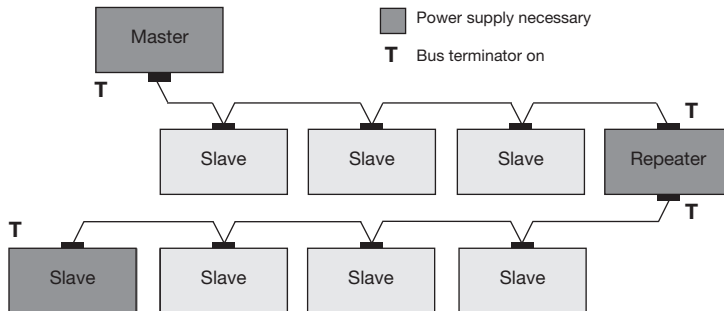 Master
Power supply necessary
T Bus terminator on
T
T
Slave Slave Slave Repeater
T
T
Slave Slave Slave Slave